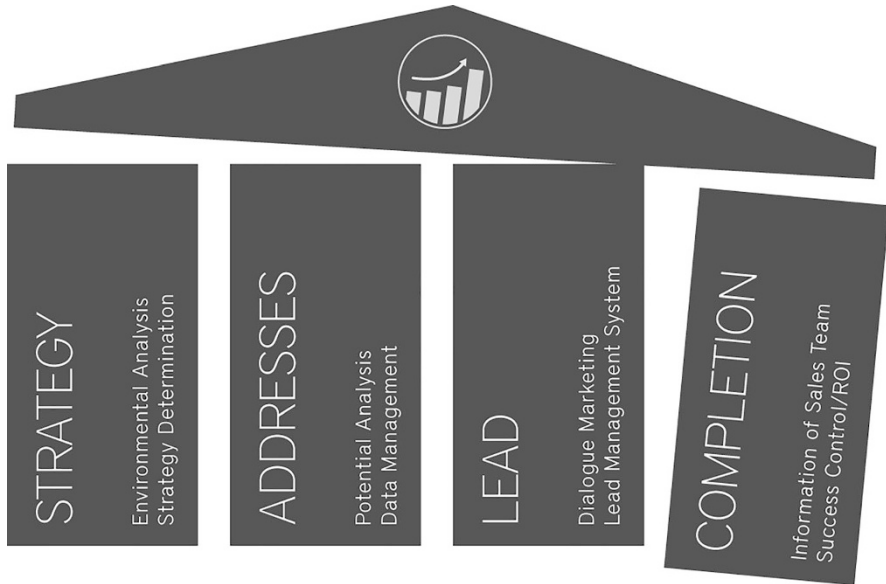 STRATEGY
Environmental Analysis
Strategy Determination
ADDRESSES
Potential Analysis
Data Management
LEAD
Dialogue Marketing
Lead Management System
COMPLETION
Information of Sales Team
Success Control/ROI